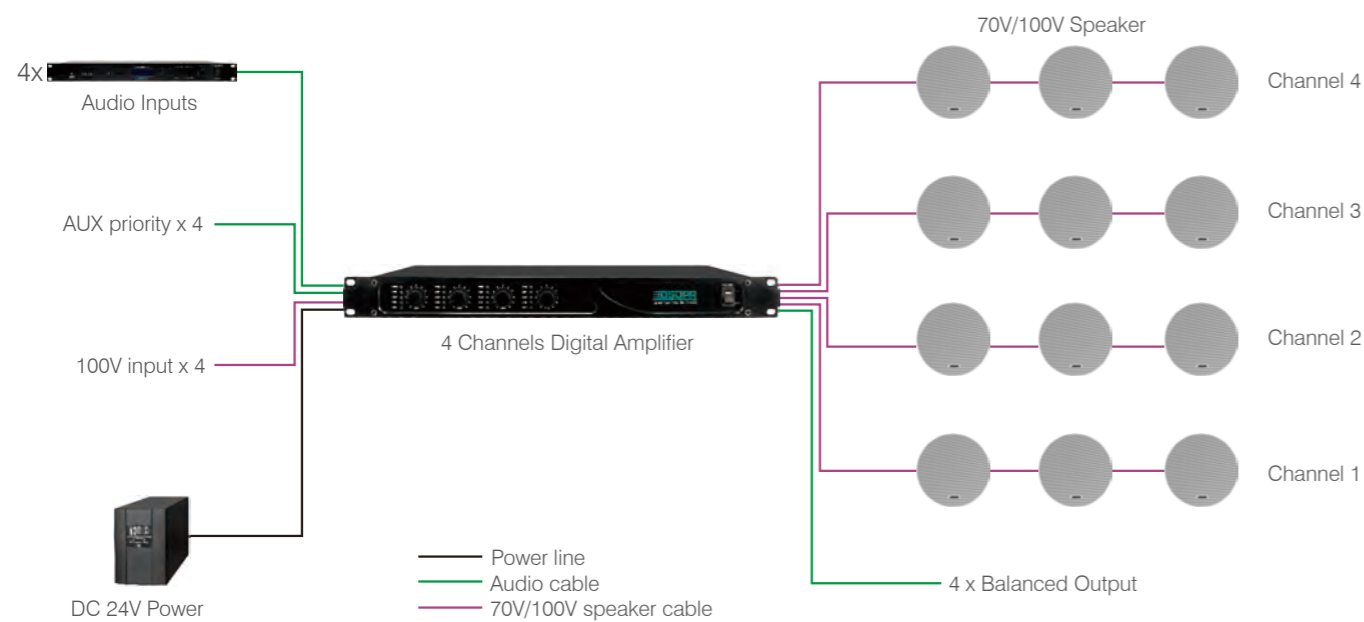 70V/100V Speaker
4x
Audio Inputs
Channel 4
AUX priority x 4
Channel 3
4 Channels Digital Amplifier
Channel 2
100V input x 4
Channel 1
DC 24V Power
Power line
Audio cable
70V/100V speaker cable
4 x Balanced Output